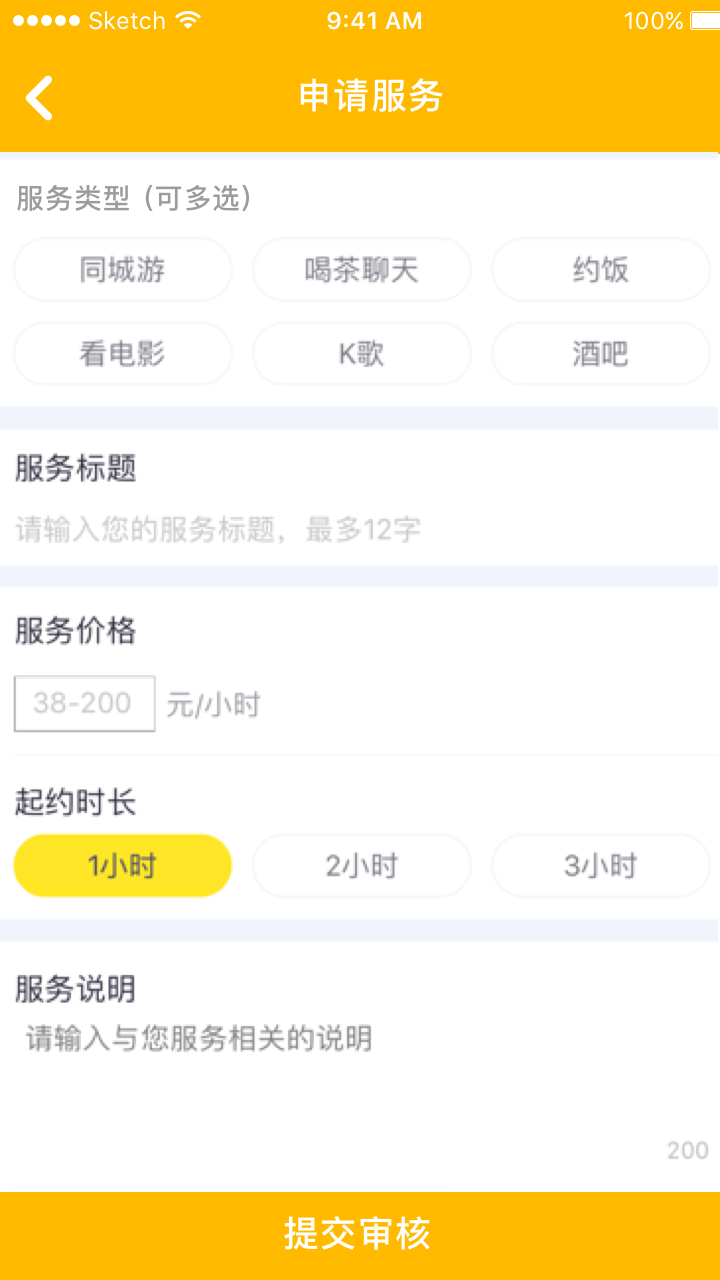 Sketch 9:41 AM 100%
申请服务
服务类型（可多选）
同城游 喝茶聊天 约饭
看电影 K歌 酒吧
服务标题
请输入您的服务标题，最多12字
服务价格
38-200 元/小时
起约时长
1小时 2小时 3小时
服务说明
请输入与您服务相关的说明
200
提交审核